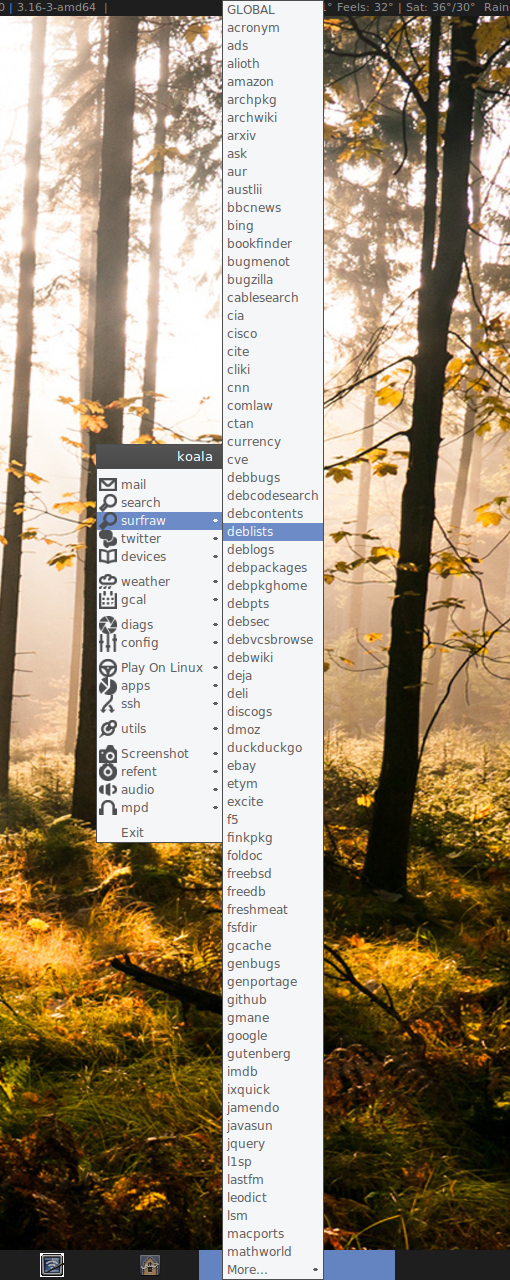 0 | 3.16-3-amd64 |
° Feels: 32° | Sat: 36°/30° Rain
koala
mail
search
surfraw
twitter
devices
weather
gcal
diags
config
Play On Linux
apps
ssh
utils
Screenshot
refent
audio
mpd
Exit
GLOBAL
acronym
ads
alioth
amazon
archpkg
archwiki
arxiv
ask
aur
austlii
bbcnews
bing
bookfinder
bugmenot
bugzilla
cablesearch
cia
cisco
cite
cliki
cnn
comlaw
ctan
currency
cve
debbugs
debcodesearch
debcontents
deblists
deblogs
debpackages
debpkghome
debpts
debsec
debvcsbrowse
debwiki
deja
deli
discogs
dmoz
duckduckgo
ebay
etym
excite
f5
finkpkg
foldoc
freebsd
freedb
freshmeat
fsfdir
gcache
genbugs
genportage
github
gmane
google
gutenberg
imdb
ixquick
jamendo
javasun
jquery
l1sp
lastfm
leodict
lsm
macports
mathworld
More...